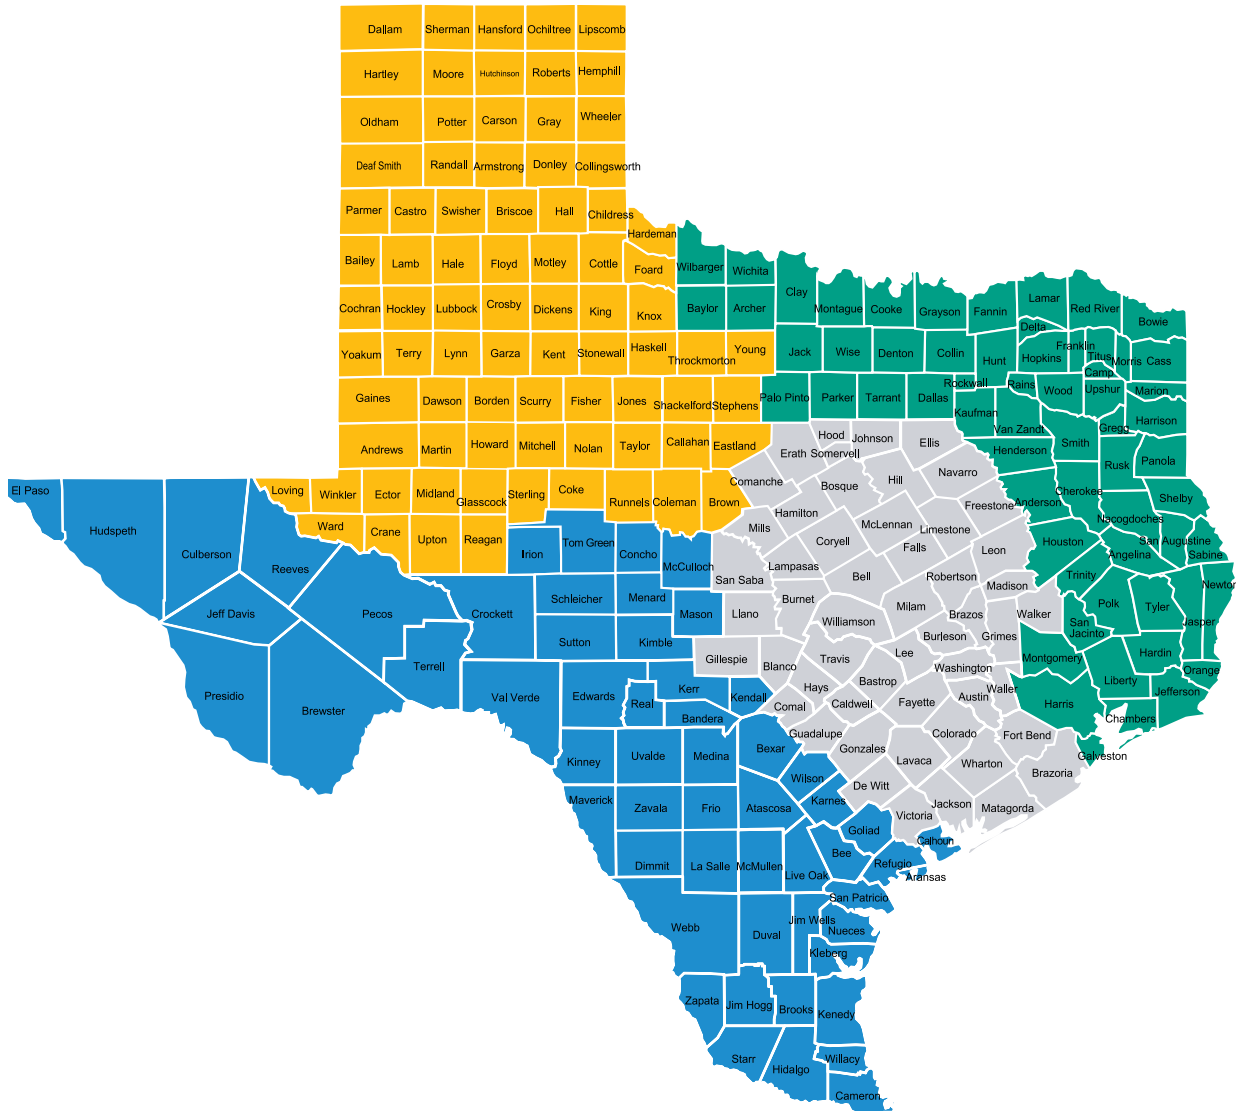 Dallam Sherman Hansford Ochiltree Lipscomb
Hartley Moore Hutchinson Roberts Hemphill
Oldham Potter Carson Gray Wheeler
Deaf Smith Randall Armstrong Donley Collingsworth
Parmer Castro Swisher Briscoe Hall Childress
Hardeman
Bailey Lamb Hale Floyd Motley Cottle Foard Wilbarger Wichita
Cochran Hockley Lubbock Crosby Dickens King Knox Baylor Archer Clay Montague Cooke Grayson Fannin Lamar Red River Bowie
Delta
Yoakum Terry Lynn Garza Kent Stonewall Haskell Throckmorton Young Jack Wise Denton Collin Hunt Hopkins Franklin Titus Morris Cass
Camp
Gaines Dawson Borden Scurry Fisher Jones Shackelford Stephens Palo Pinto Parker Tarrant Dallas Rockwall Rains Wood Upshur Marion
Kaufman Van Zandt Gregg Harrison
Andrews Martin Howard Mitchell Nolan Taylor Callahan Eastland Erath Hood Somervell Johnson Ellis Henderson Smith Rusk Panola
El Paso Loving Winkler Ector Midland Glasscock Sterling Coke Runnels Coleman Brown Comanche Bosque Hill Navarro Freestone Anderson Cherokee Shelby
Hudspeth Culberson Reeves Ward Crane Upton Reagan Irion Tom Green Concho McCulloch Mills Hamilton Coryell McLennan Falls Limestone Leon Houston Nacogdoches Angelina San Augustine Sabine
Jeff Davis Pecos Crockett Schleicher Menard Mason San Saba Lampasas Llano Burnet Bell Williamson Milam Robertson Brazos Madison Walker Trinity Polk Tyler Newton
San
Jacinto
Jasper
Sutton Kimble Gillespie Blanco Travis Lee Burleson Grimes Washington Montgomery Hardin Orange
Presidio Brewster Terrell Val Verde Edwards Real Kerr Kendall Bandera Comal Hays Caldwell Bastrop Fayette Austin Waller Harris Liberty Jefferson Chambers
Kinney Uvalde Medina Bexar Guadalupe Gonzales Lavaca Colorado Wharton Fort Bend Brazoria Galveston
Maverick Zavala Frio Atascosa Wilson Karnes De Witt Victoria Jackson Matagorda
Dimmit La Salle McMullen Live Oak Bee Goliad Refugio Calhoun Aransas
Webb Duval Jim Wells San Patricio Nueces
Kleberg
Zapata Jim Hogg Brooks Kenedy
Starr Hidalgo Willacy
Cameron